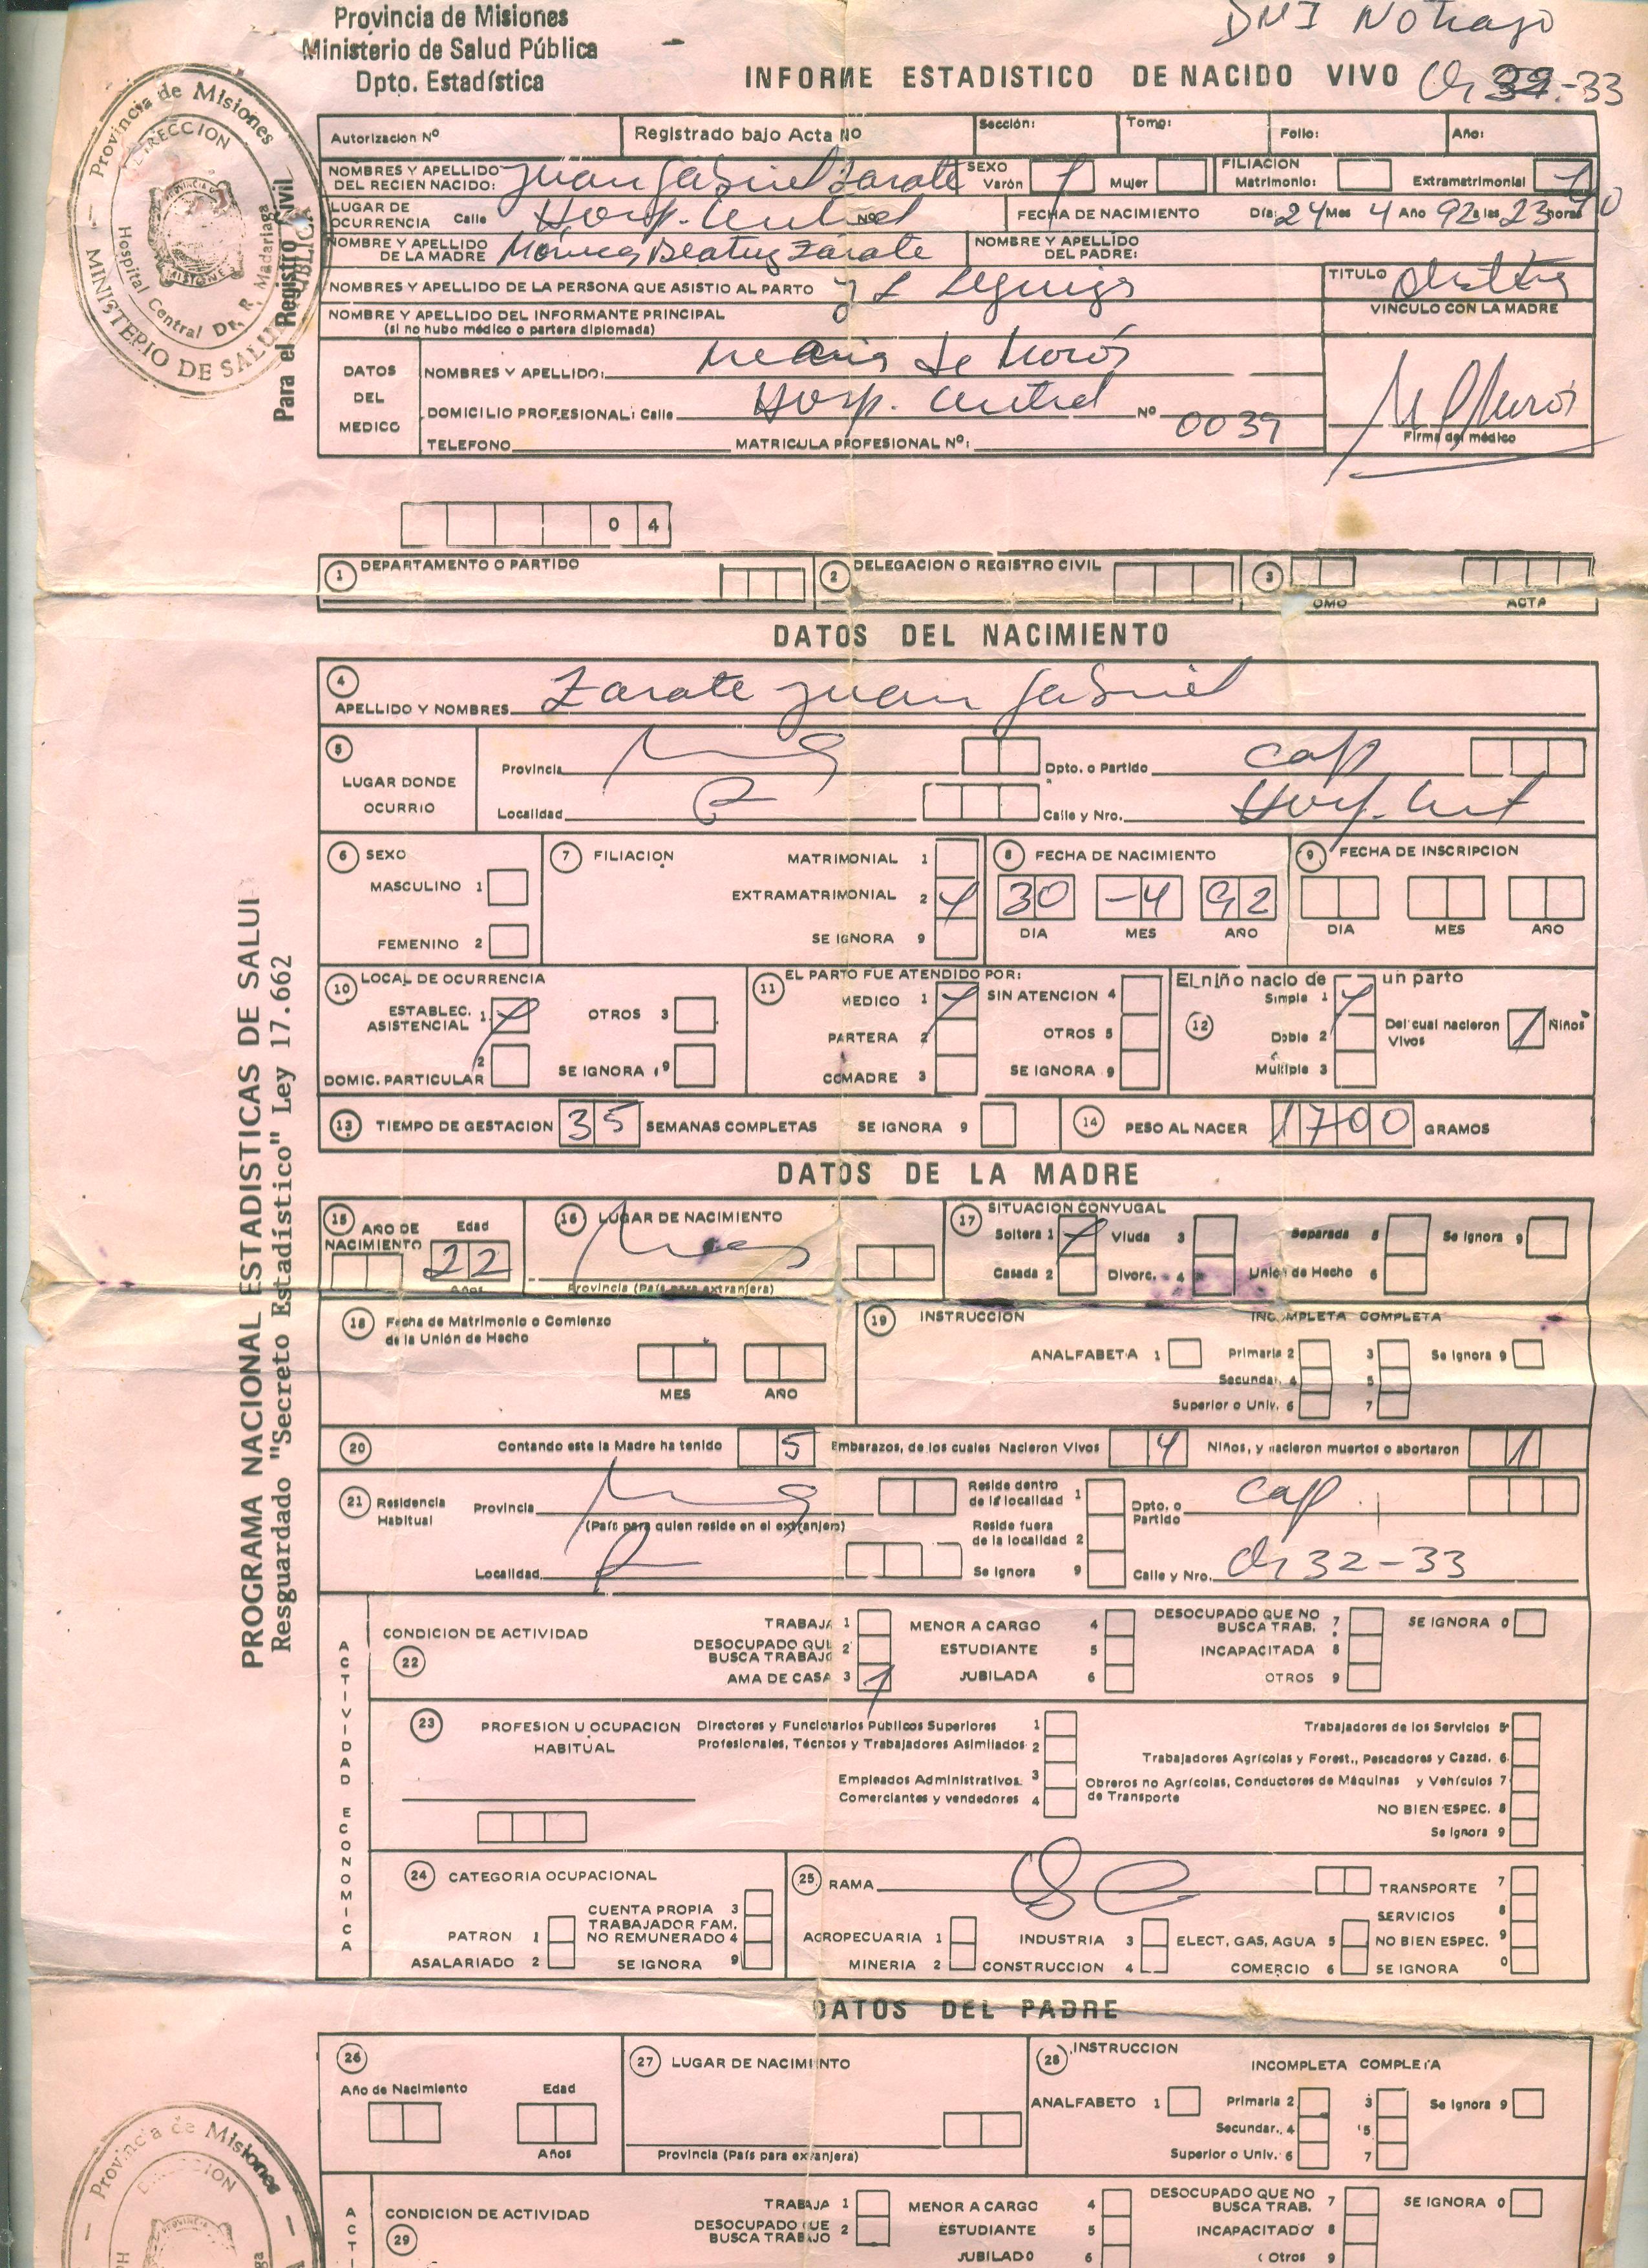 Provincia de Misiones
Ministerio de Salud Pública
Dpto. Estadística
DNI No trajo
INFORME ESTADISTICO DE NACIDO VIVO
32-33
Provincia de Misiones
DIRECCION
Hospital Central Dr. R. Madariaga
MINISTERIO DE SALUD PUBLICA
Para el Registro Civil
Autorización Nº Registrado bajo Acta Nº Sección: Tomo: Folio: Año:
NOMBRES Y APELLIDO DEL RECIEN NACIDO: Juan Gabriel Zarate SEXO Varón Mujer FILIACION Matrimonio: Extramatrimonial
LUGAR DE OCURRENCIA Calle Hosp. Central Nº FECHA DE NACIMIENTO Día: 24 Mes 4 Año 92 a las 23 horas
NOMBRE Y APELLIDO DE LA MADRE Mónica Beatriz Zárate NOMBRE Y APELLIDO DEL PADRE:
NOMBRES Y APELLIDO DE LA PERSONA QUE ASISTIO AL PARTO TITULO
NOMBRE Y APELLIDO DEL INFORMANTE PRINCIPAL (si no hubo médico o partera diplomada) VINCULO CON LA MADRE
DATOS DEL MEDICO
NOMBRES Y APELLIDO:
DOMICILIO PROFESIONAL: Calle Hosp. Central Nº
TELEFONO MATRICULA PROFESIONAL Nº: 0039
Firma del médico
0 4
1 DEPARTAMENTO O PARTIDO 2 DELEGACION O REGISTRO CIVIL 3 OMO ACTA
DATOS DEL NACIMIENTO
4 APELLIDO Y NOMBRES Zarate Juan Gabriel
5 LUGAR DONDE OCURRIO Provincia Dpto. o Partido cap
Localidad Calle y Nro. Hosp. Cent
6 SEXO 7 FILIACION MATRIMONIAL 1 8 FECHA DE NACIMIENTO 9 FECHA DE INSCRIPCION
MASCULINO 1 EXTRAMATRIMONIAL 2 30 -4 92
FEMENINO 2 SE IGNORA 9 DIA MES AÑO DIA MES AÑO
10 LOCAL DE OCURRENCIA 11 EL PARTO FUE ATENDIDO POR: El niño nacio de un parto
ESTABLEC. ASISTENCIAL 1 OTROS 3 MEDICO 1 SIN ATENCION 4 Simple 1
PARTERA 2 OTROS 5 12 Doble 2 Del cual nacieron Vivos 1 Niños
DOMIC. PARTICULAR 2 SE IGNORA 9 COMADRE 3 SE IGNORA 9 Múltiple 3
13 TIEMPO DE GESTACION 35 SEMANAS COMPLETAS SE IGNORA 9 14 PESO AL NACER 1700 GRAMOS
DATOS DE LA MADRE
15 AÑO DE NACIMIENTO Edad 22 Años 16 LUGAR DE NACIMIENTO Provincia (País para extranjera) 17 SITUACION CONYUGAL
Soltera 1 Viuda 3 Separada 5 Se Ignora 9
Casada 2 Divorc. 4 Unión de Hecho 6
18 Fecha de Matrimonio o Comienzo de la Unión de Hecho MES AÑO
19 INSTRUCCION INCOMPLETA COMPLETA
ANALFABETA 1 Primaria 2 3 Se Ignora 9
Secundar. 4 5
Superior o Univ. 6 7
20 Contando este la Madre ha tenido 5 Embarazos, de los cuales Nacieron Vivos 4 Niños, y nacieron muertos o abortaron 1
21 Residencia Habitual Provincia (País para quien reside en el extranjero) Reside dentro de la localidad 1 Dpto. o Partido cap
Reside fuera de la localidad 2
Localidad Se Ignora 9 Calle y Nro. 32-33
ACTIVIDAD ECONOMICA
CONDICION DE ACTIVIDAD 22
TRABAJA 1 MENOR A CARGO 4 DESOCUPADO QUE NO BUSCA TRAB. 7 SE IGNORA 0
DESOCUPADO QUE BUSCA TRABAJO 2 ESTUDIANTE 5 INCAPACITADA 8
AMA DE CASA 3 JUBILADA 6 OTROS 9
23 PROFESION U OCUPACION HABITUAL
Directores y Funcionarios Públicos Superiores 1 Trabajadores de los Servicios 5
Profesionales, Técnicos y Trabajadores Asimilados 2 Trabajadores Agrícolas y Forest., Pescadores y Cazad. 6
Empleados Administrativos 3 Obreros no Agrícolas, Conductores de Máquinas y Vehículos de Transporte 7
Comerciantes y vendedores 4 NO BIEN ESPEC. 8
Se Ignora 9
24 CATEGORIA OCUPACIONAL 25 RAMA TRANSPORTE 7
CUENTA PROPIA 3 SERVICIOS 8
PATRON 1 TRABAJADOR FAM. NO REMUNERADO 4 AGROPECUARIA 1 INDUSTRIA 3 ELECT, GAS, AGUA 5 NO BIEN ESPEC. 9
ASALARIADO 2 SE IGNORA 9 MINERIA 2 CONSTRUCCION 4 COMERCIO 6 SE IGNORA 0
PROGRAMA NACIONAL ESTADISTICAS DE SALUD
Resguardado "Secreto Estadístico" Ley 17.662
DATOS DEL PADRE
26 Año de Nacimiento Edad Años 27 LUGAR DE NACIMIENTO Provincia (País para extranjera)
28 INSTRUCCION INCOMPLETA COMPLETA
ANALFABETO 1 Primaria 2 3 Se Ignora 9
Secundar. 4 5
Superior o Univ. 6 7
Provincia de Misiones
ACTI
CONDICION DE ACTIVIDAD 29
TRABAJA 1 MENOR A CARGO 4 DESOCUPADO QUE NO BUSCA TRAB. 7 SE IGNORA 0
DESOCUPADO QUE BUSCA TRABAJO 2 ESTUDIANTE 5 INCAPACITADO 8
JUBILADO 6 Otros 9